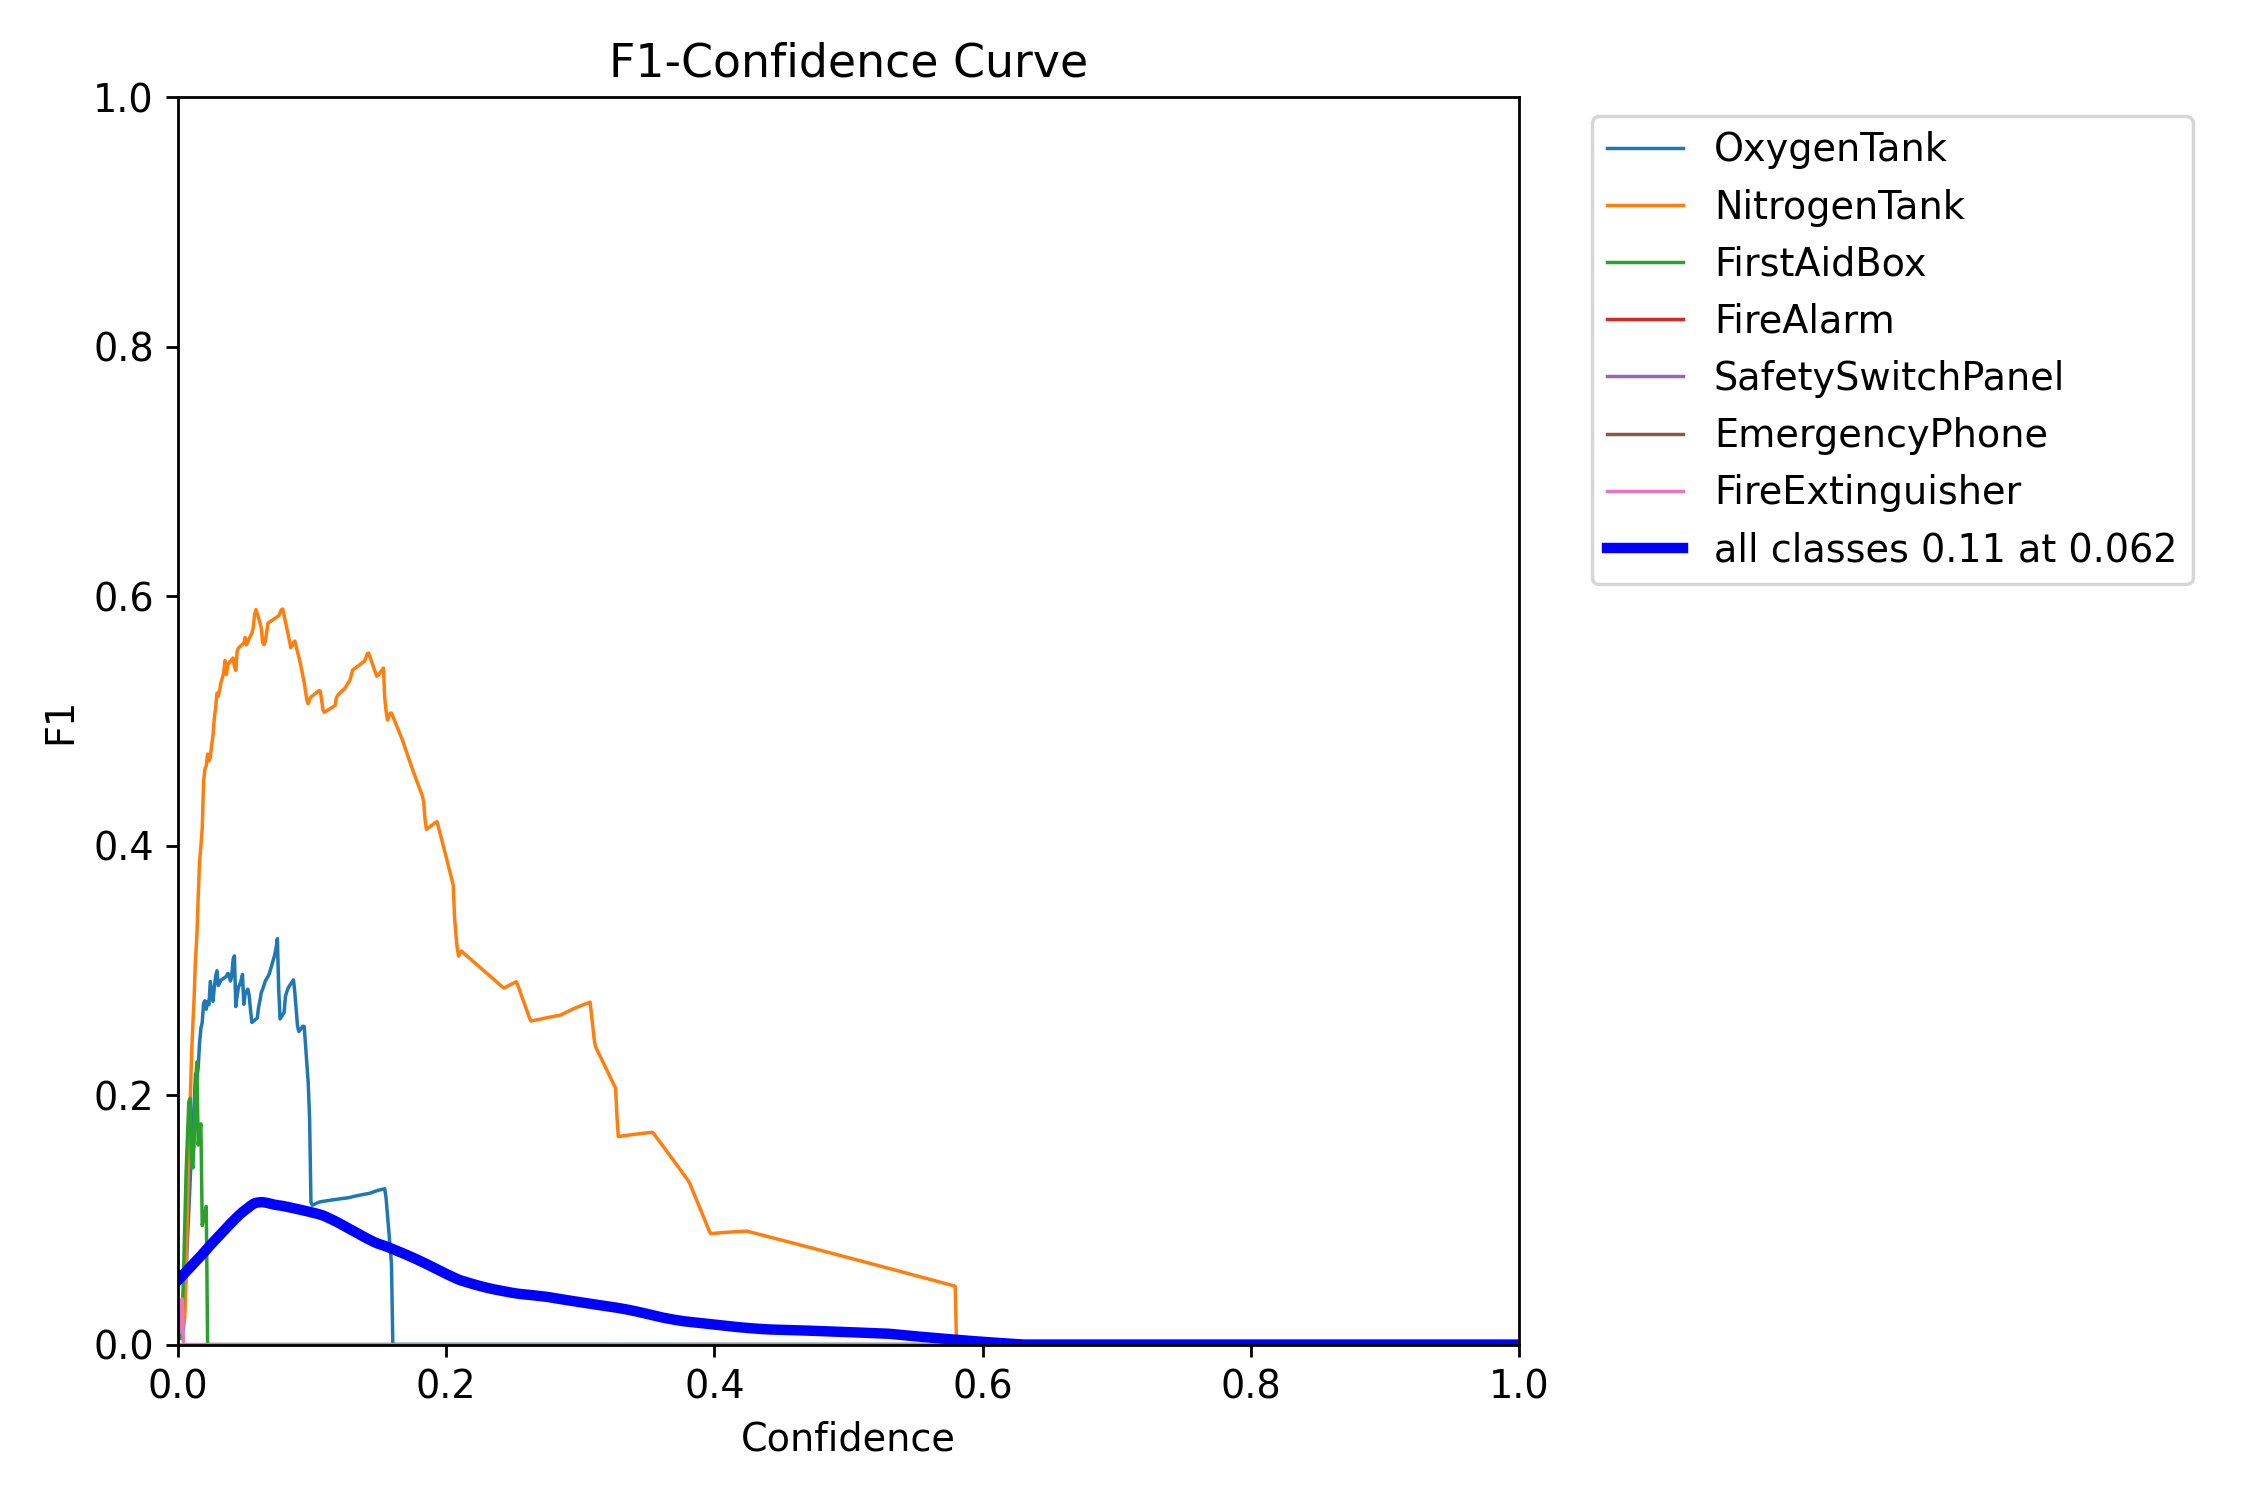 F1-Confidence Curve
1.0
0.8
0.6
0.4
0.2
0.0
F1
0.0 0.2 0.4 0.6 0.8 1.0
Confidence
OxygenTank
NitrogenTank
FirstAidBox
FireAlarm
SafetySwitchPanel
EmergencyPhone
FireExtinguisher
all classes 0.11 at 0.062